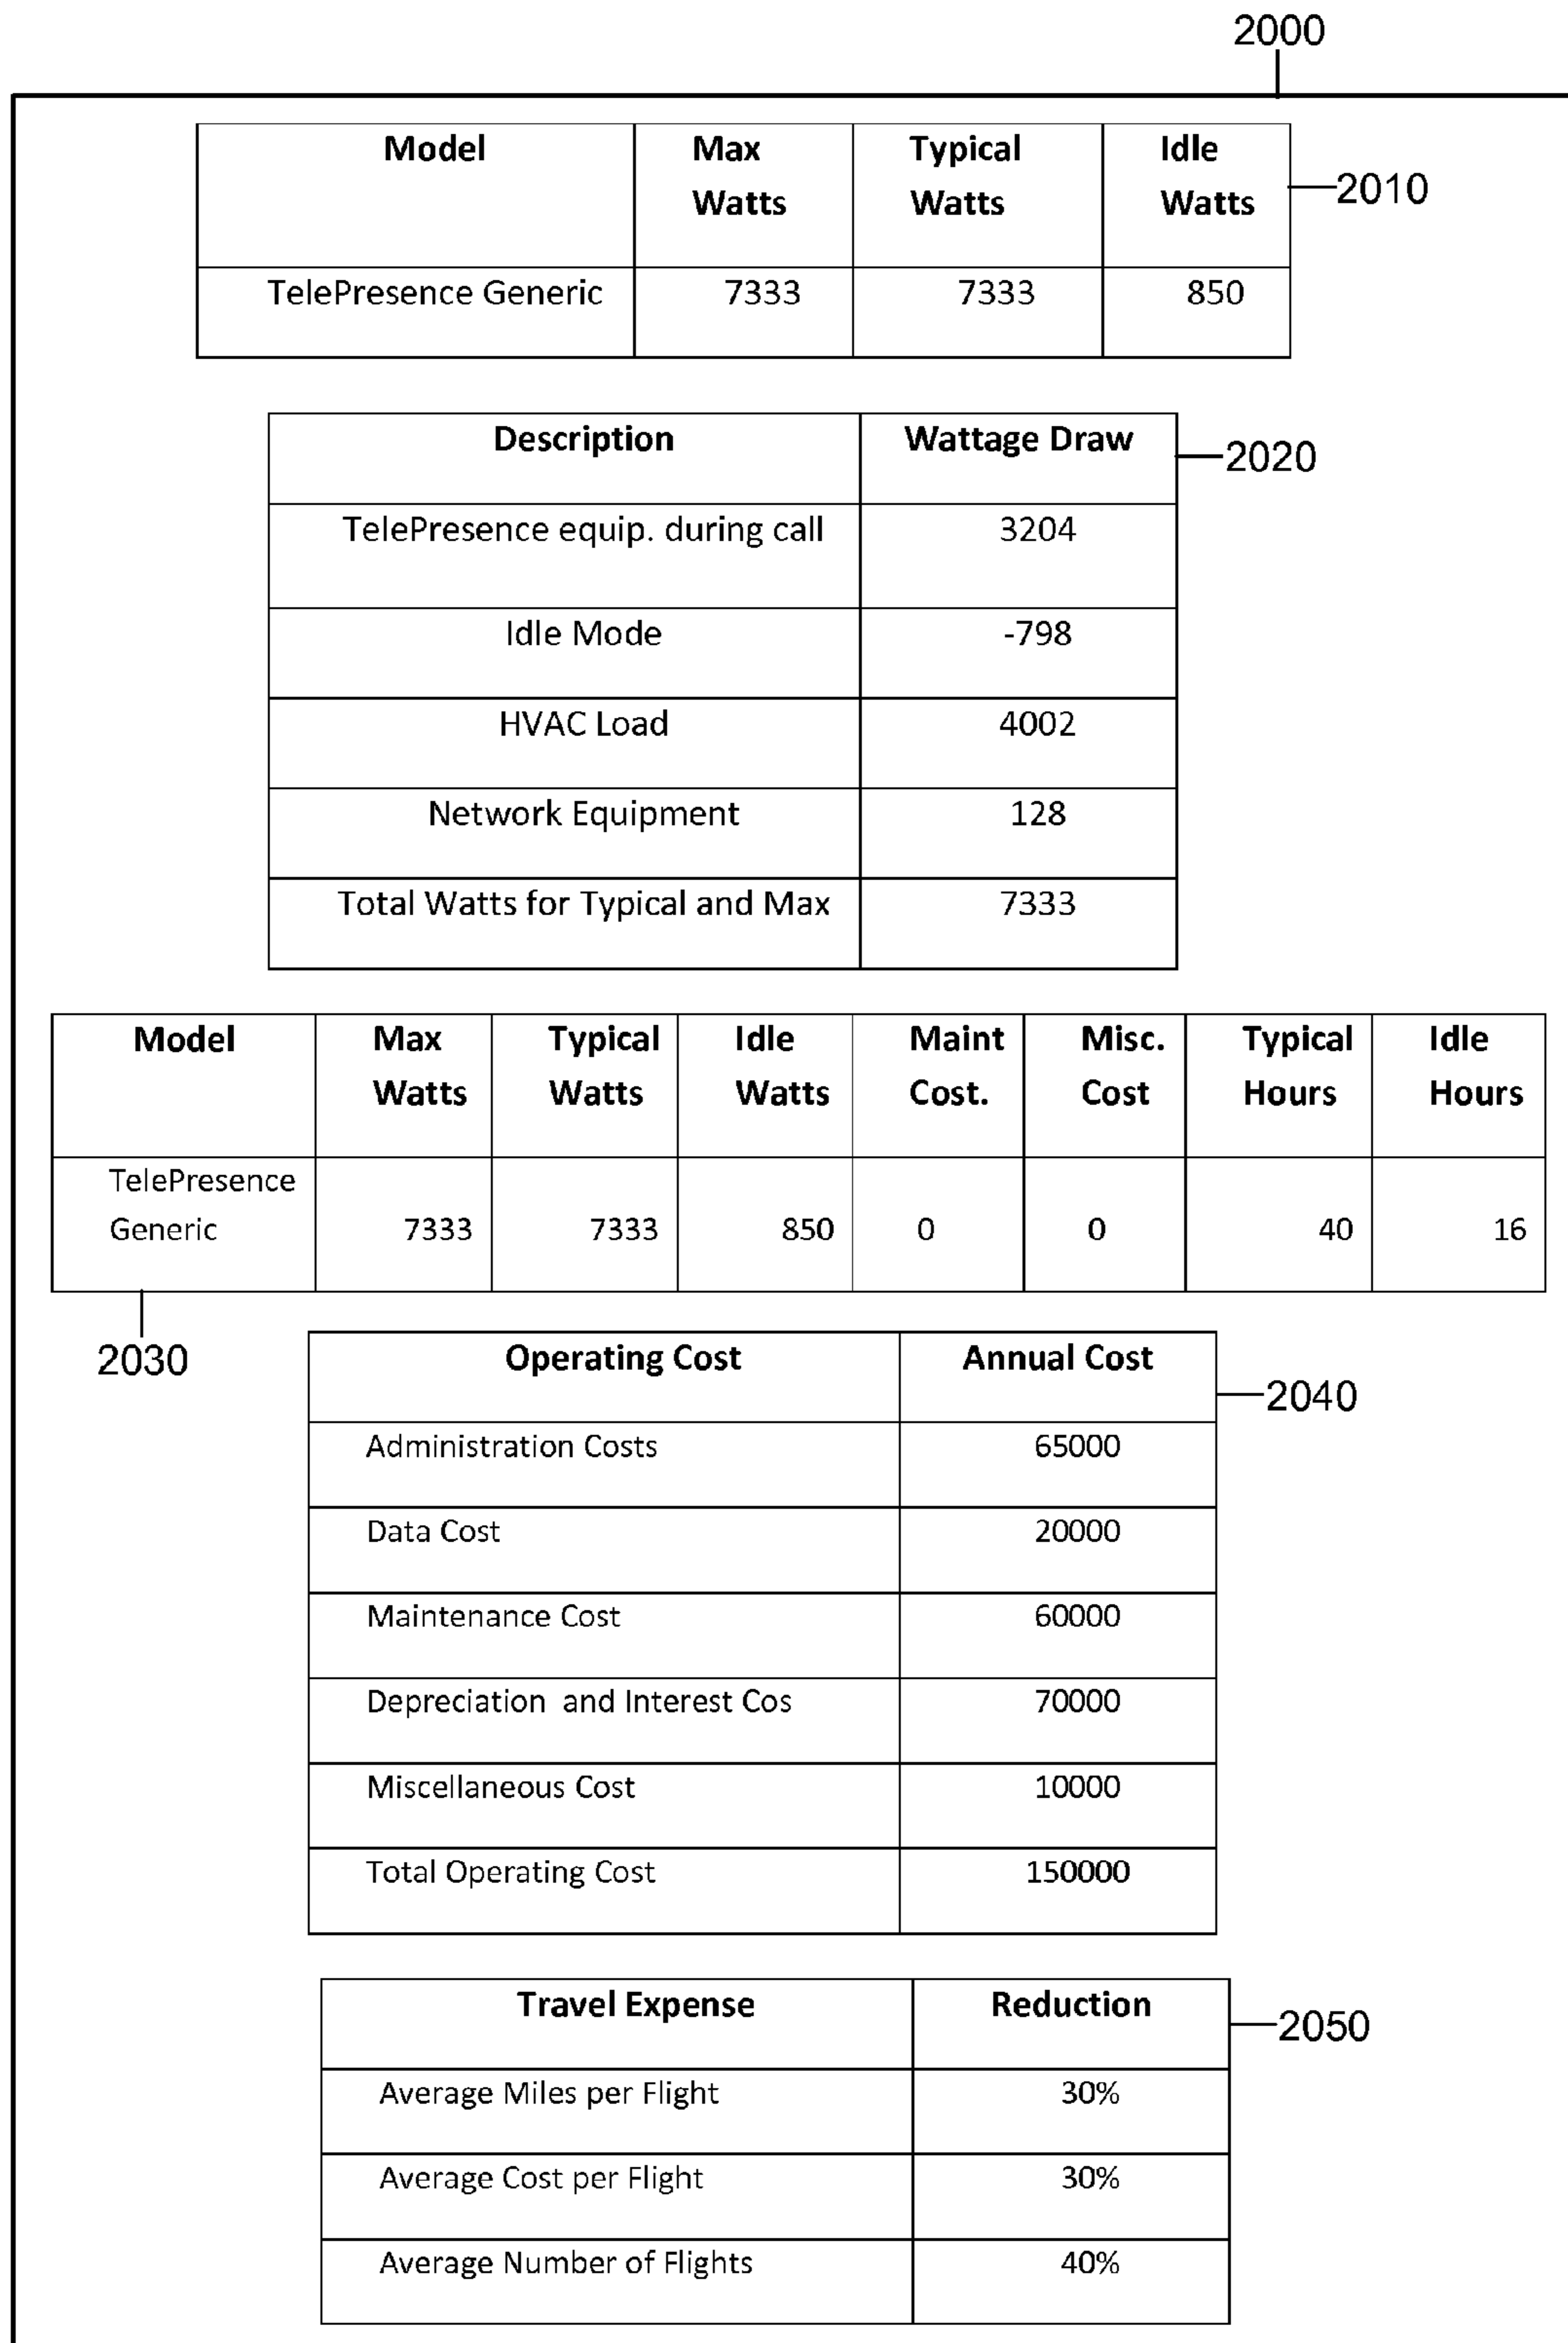 2000
Model Max Watts Typical Watts Idle Watts
2010
TelePresence Generic 7333 7333 850
Description Wattage Draw
2020
TelePresence equip. during call 3204
Idle Mode -798
HVAC Load 4002
Network Equipment 128
Total Watts for Typical and Max 7333
Model Max Watts Typical Watts Idle Watts Maint Cost. Misc. Cost Typical Hours Idle Hours
TelePresence Generic 7333 7333 850 0 0 40 16
2030
Operating Cost Annual Cost
2040
Administration Costs 65000
Data Cost 20000
Maintenance Cost 60000
Depreciation and Interest Cos 70000
Miscellaneous Cost 10000
Total Operating Cost 150000
Travel Expense Reduction
2050
Average Miles per Flight 30%
Average Cost per Flight 30%
Average Number of Flights 40%